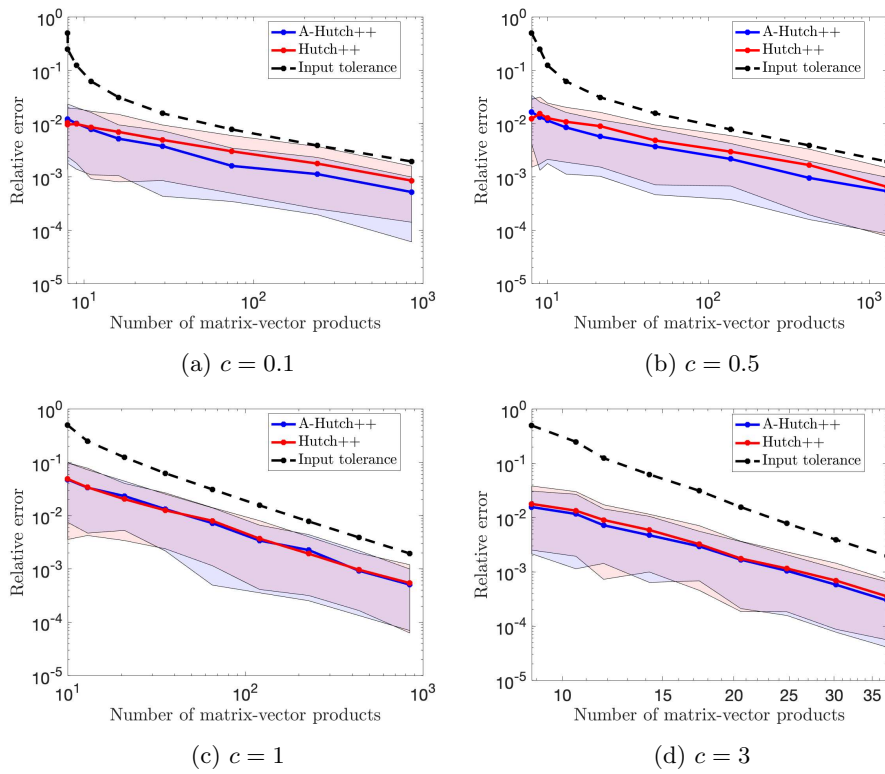 10^0
10^-1
10^-2
10^-3
10^-4
10^-5
Relative error
A-Hutch++
Hutch++
Input tolerance
10^1
10^2
10^3
Number of matrix-vector products
(a) c = 0.1
10^0
10^-1
10^-2
10^-3
10^-4
10^-5
Relative error
A-Hutch++
Hutch++
Input tolerance
10^1
10^2
10^3
Number of matrix-vector products
(b) c = 0.5
10^0
10^-1
10^-2
10^-3
10^-4
10^-5
Relative error
A-Hutch++
Hutch++
Input tolerance
10^1
10^2
10^3
Number of matrix-vector products
(c) c = 1
10^0
10^-1
10^-2
10^-3
10^-4
10^-5
Relative error
A-Hutch++
Hutch++
Input tolerance
10 15 20 25 30 35
Number of matrix-vector products
(d) c = 3